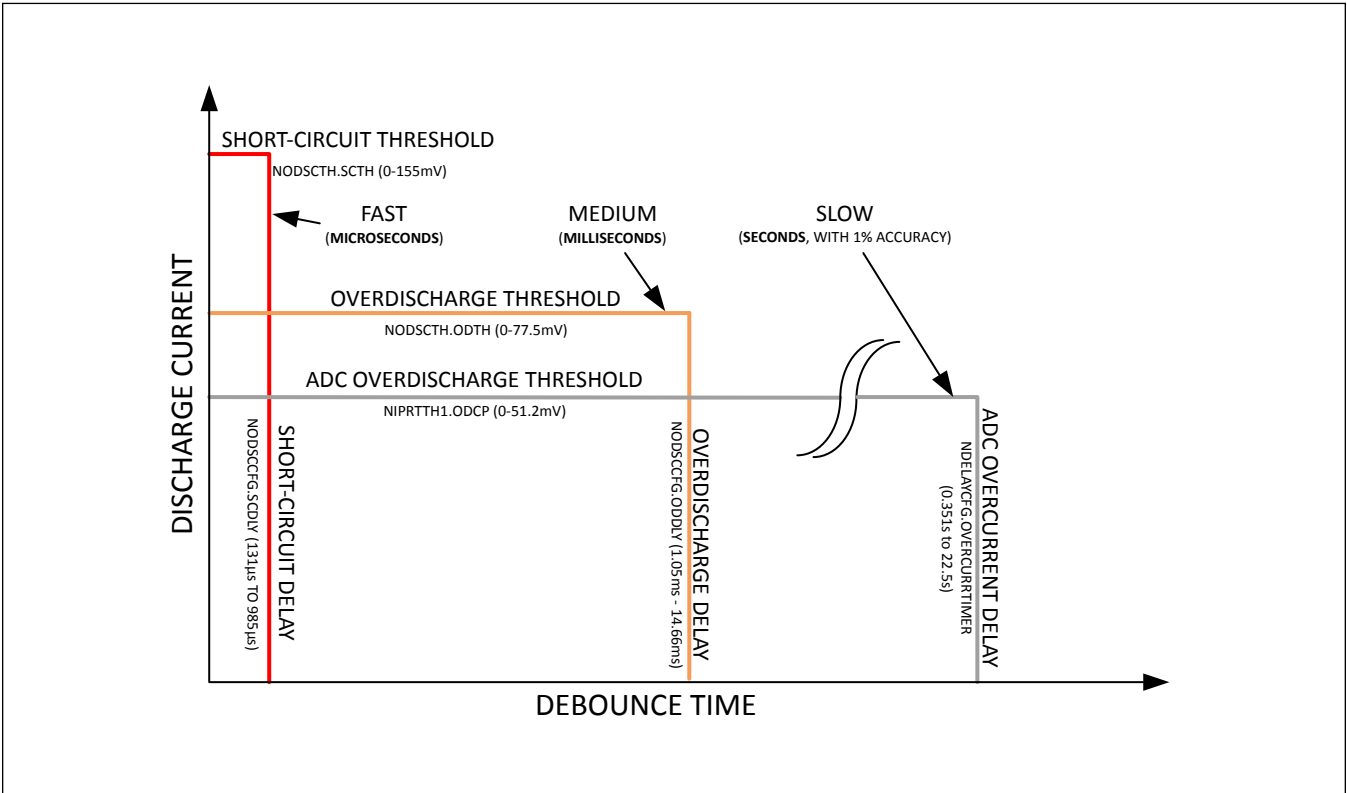 SHORT-CIRCUIT THRESHOLD
NODSCTH.SCTH (0-155mV)
FAST
(MICROSECONDS)
MEDIUM
(MILLISECONDS)
SLOW
(SECONDS, WITH 1% ACCURACY)
OVERDISCHARGE THRESHOLD
NODSCTH.ODTH (0-77.5mV)
ADC OVERDISCHARGE THRESHOLD
NIPRTTH1.ODCP (0-51.2mV)
DISCHARGE CURRENT
SHORT-CIRCUIT DELAY
NODSCCFG.SCDLY (131µs TO 985µs)
OVERDISCHARGE DELAY
NODSCCFG.ODDLY (1.05ms - 14.66ms)
ADC OVERCURRENT DELAY
NDELAYCFG.OVERCURRTIMER
(0.351s to 22.5s)
DEBOUNCE TIME